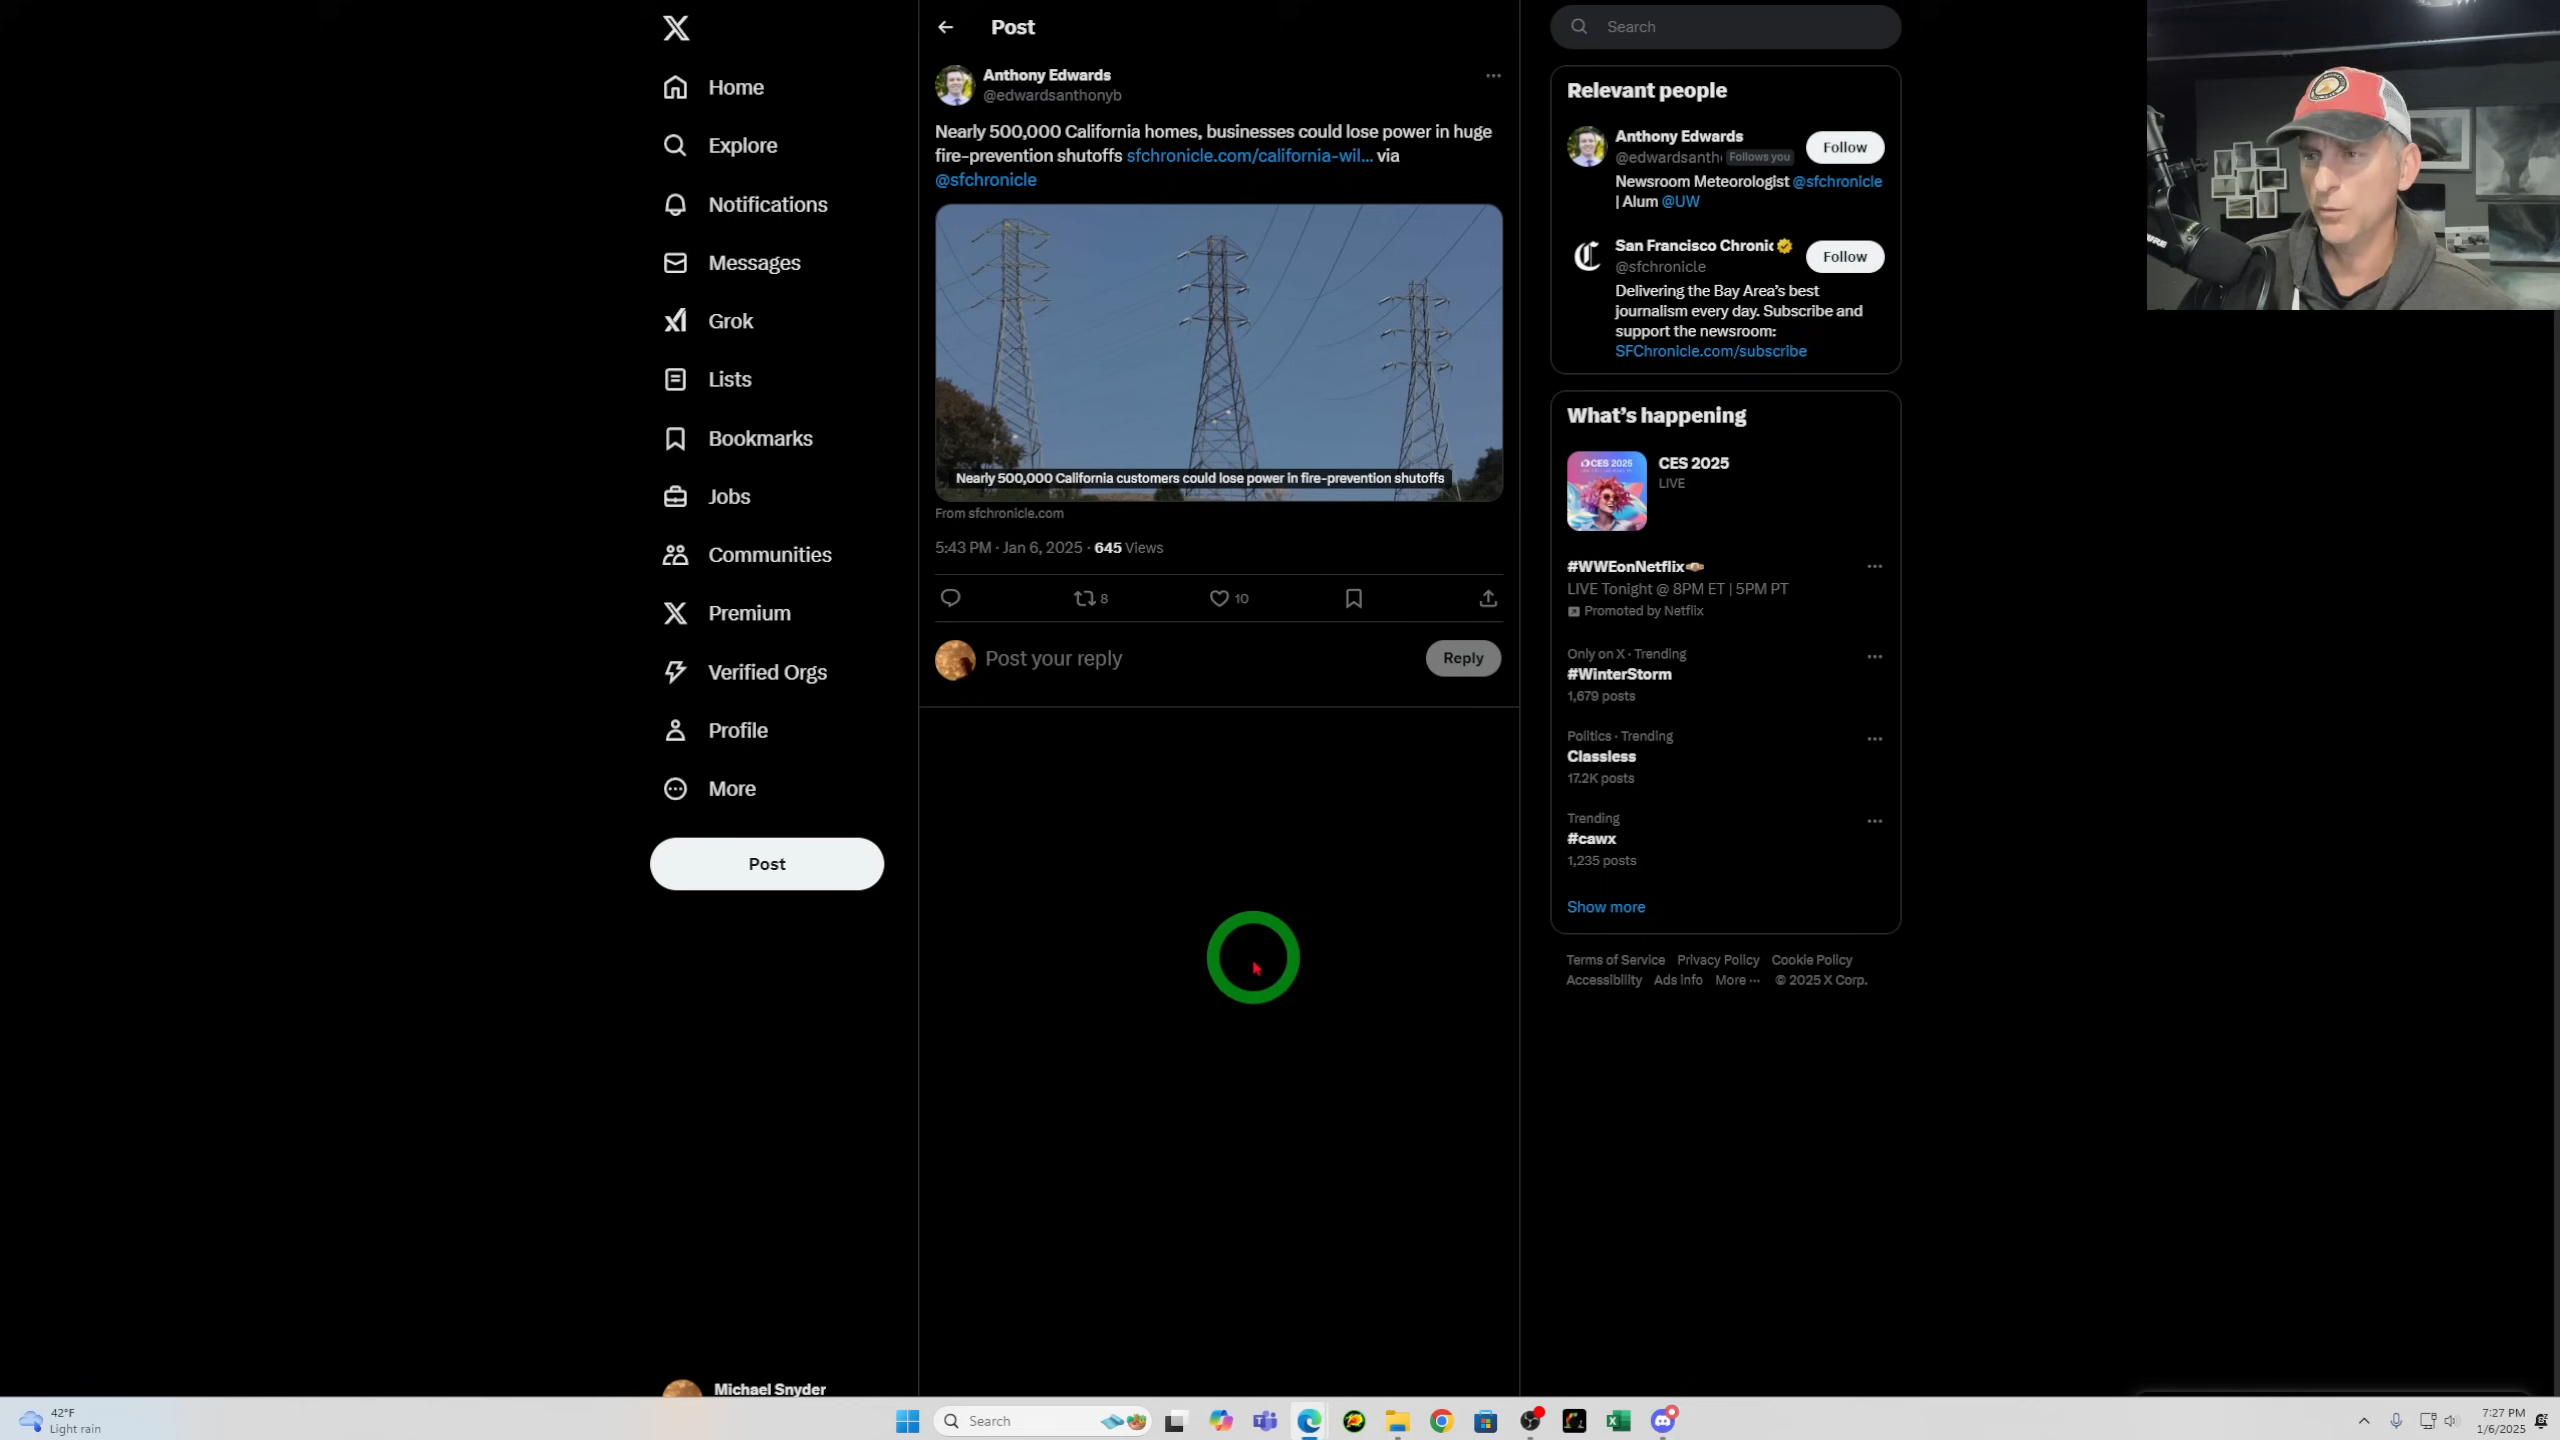 Home
Explore
Notifications
Messages
Grok
Lists
Bookmarks
Jobs
Communities
Premium
Verified Orgs
Profile
More
Post
Michael Snyder
Post
Anthony Edwards
@edwardsanthonyb
Nearly 500,000 California homes, businesses could lose power in huge
fire-prevention shutoffs sfchronicle.com/california-wil... via
@sfchronicle
Nearly 500,000 California customers could lose power in fire-prevention shutoffs
From sfchronicle.com
5:43 PM · Jan 6, 2025 · 645 Views
8
10
Post your reply
Reply
Search
Relevant people
Anthony Edwards
@edwardsanth Follows you
Follow
Newsroom Meteorologist @sfchronicle
| Alum @UW
San Francisco Chronic
@sfchronicle
Follow
Delivering the Bay Area's best
journalism every day. Subscribe and
support the newsroom:
SFChronicle.com/subscribe
What's happening
CES 2025
CES 2025
LIVE
#WWEonNetflix
LIVE Tonight @ 8PM ET | 5PM PT
Promoted by Netflix
Only on X · Trending
#WinterStorm
1,679 posts
Politics · Trending
Classless
17.2K posts
Trending
#cawx
1,235 posts
Show more
Terms of Service Privacy Policy Cookie Policy
Accessibility Ads info More ··· © 2025 X Corp.
42°F
Light rain
Search
7:27 PM
1/6/2025